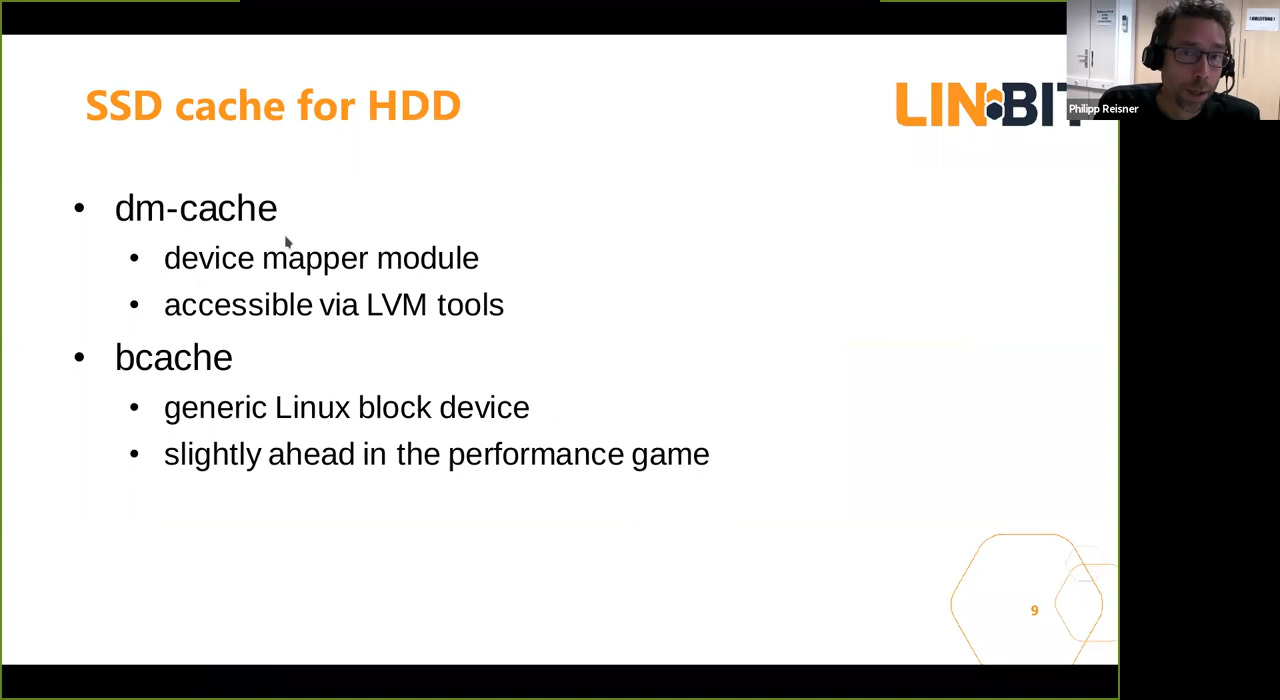 SSD cache for HDD
LINBIT
Philipp Reisner
• dm-cache
• device mapper module
• accessible via LVM tools
• bcache
• generic Linux block device
• slightly ahead in the performance game
9